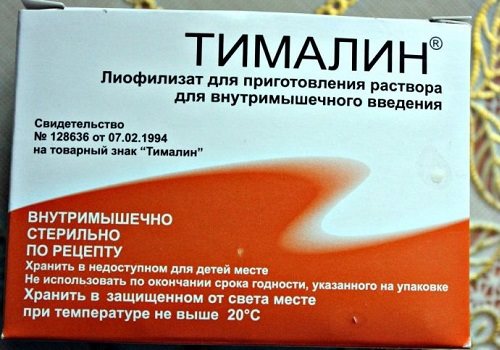 ТИМАЛИН®
Лиофилизат для приготовления раствора
для внутримышечного введения
Свидетельство
№ 128636 от 07.02.1994
на товарный знак “Тималин”
ВНУТРИМЫШЕЧНО
СТЕРИЛЬНО
ПО РЕЦЕПТУ
Хранить в недоступном для детей месте
Не использовать по окончании срока годности, указанного на упаковке
Хранить в защищенном от света месте
при температуре не выше 20°С